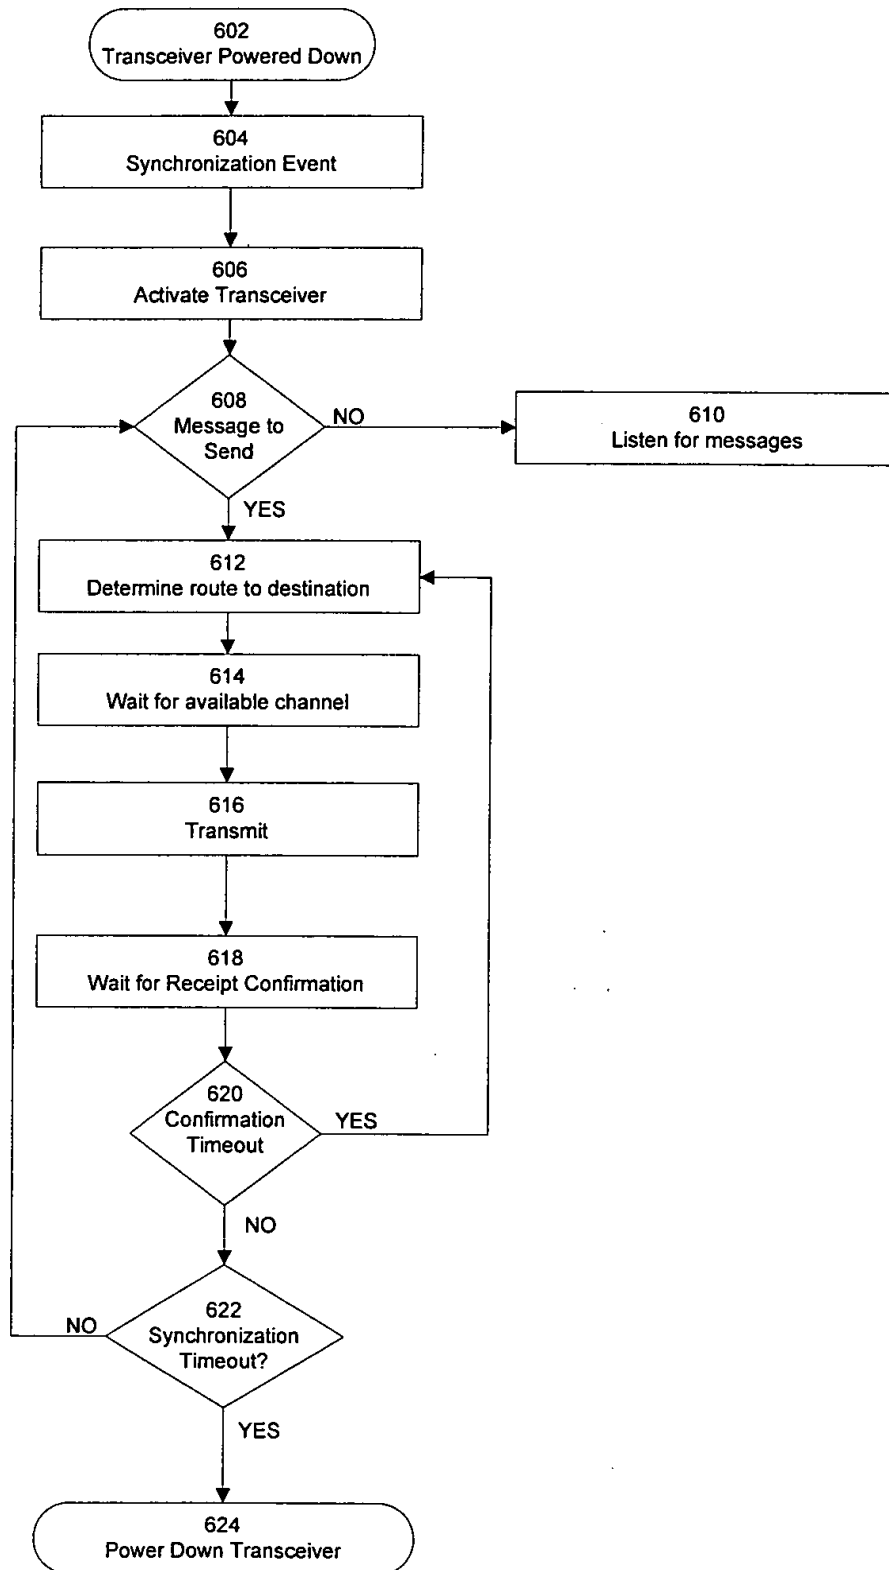 602
Transceiver Powered Down
604
Synchronization Event
606
Activate Transceiver
608
Message to
Send
NO
610
Listen for messages
YES
612
Determine route to destination
614
Wait for available channel
616
Transmit
618
Wait for Receipt Confirmation
620
Confirmation
Timeout
YES
NO
622
Synchronization
Timeout?
NO
YES
624
Power Down Transceiver